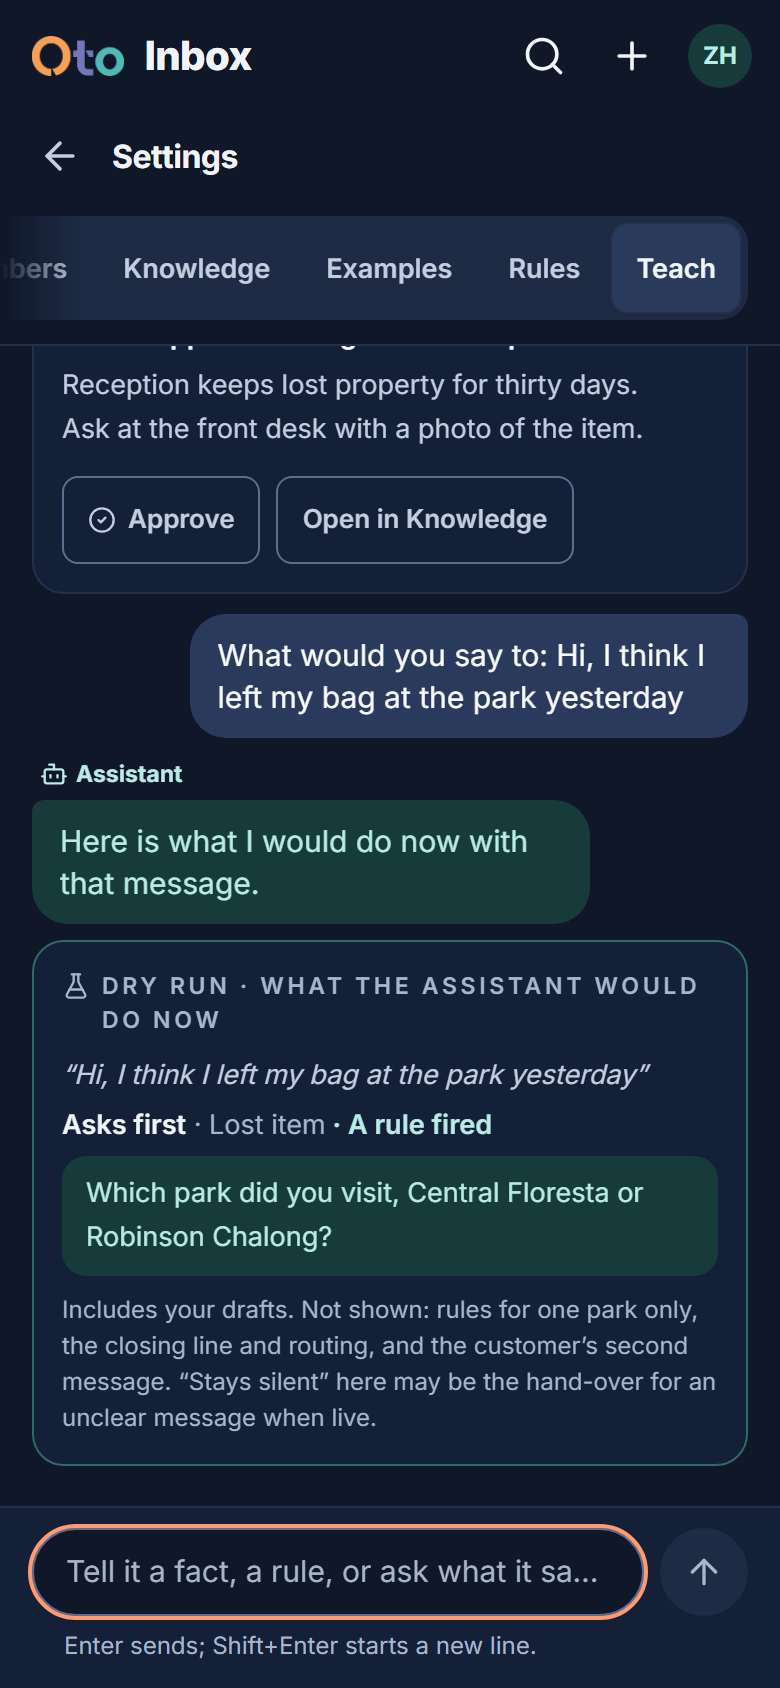 Oto Inbox
ZH
Settings
Knowledge
Examples
Rules
Teach
Reception keeps lost property for thirty days.
Ask at the front desk with a photo of the item.
Approve
Open in Knowledge
What would you say to: Hi, I think I
left my bag at the park yesterday
Assistant
Here is what I would do now with
that message.
DRY RUN · WHAT THE ASSISTANT WOULD
DO NOW
“Hi, I think I left my bag at the park yesterday”
Asks first · Lost item · A rule fired
Which park did you visit, Central Floresta or
Robinson Chalong?
Includes your drafts. Not shown: rules for one park only,
the closing line and routing, and the customer’s second
message. “Stays silent” here may be the hand-over for an
unclear message when live.
Tell it a fact, a rule, or ask what it sa...
Enter sends; Shift+Enter starts a new line.